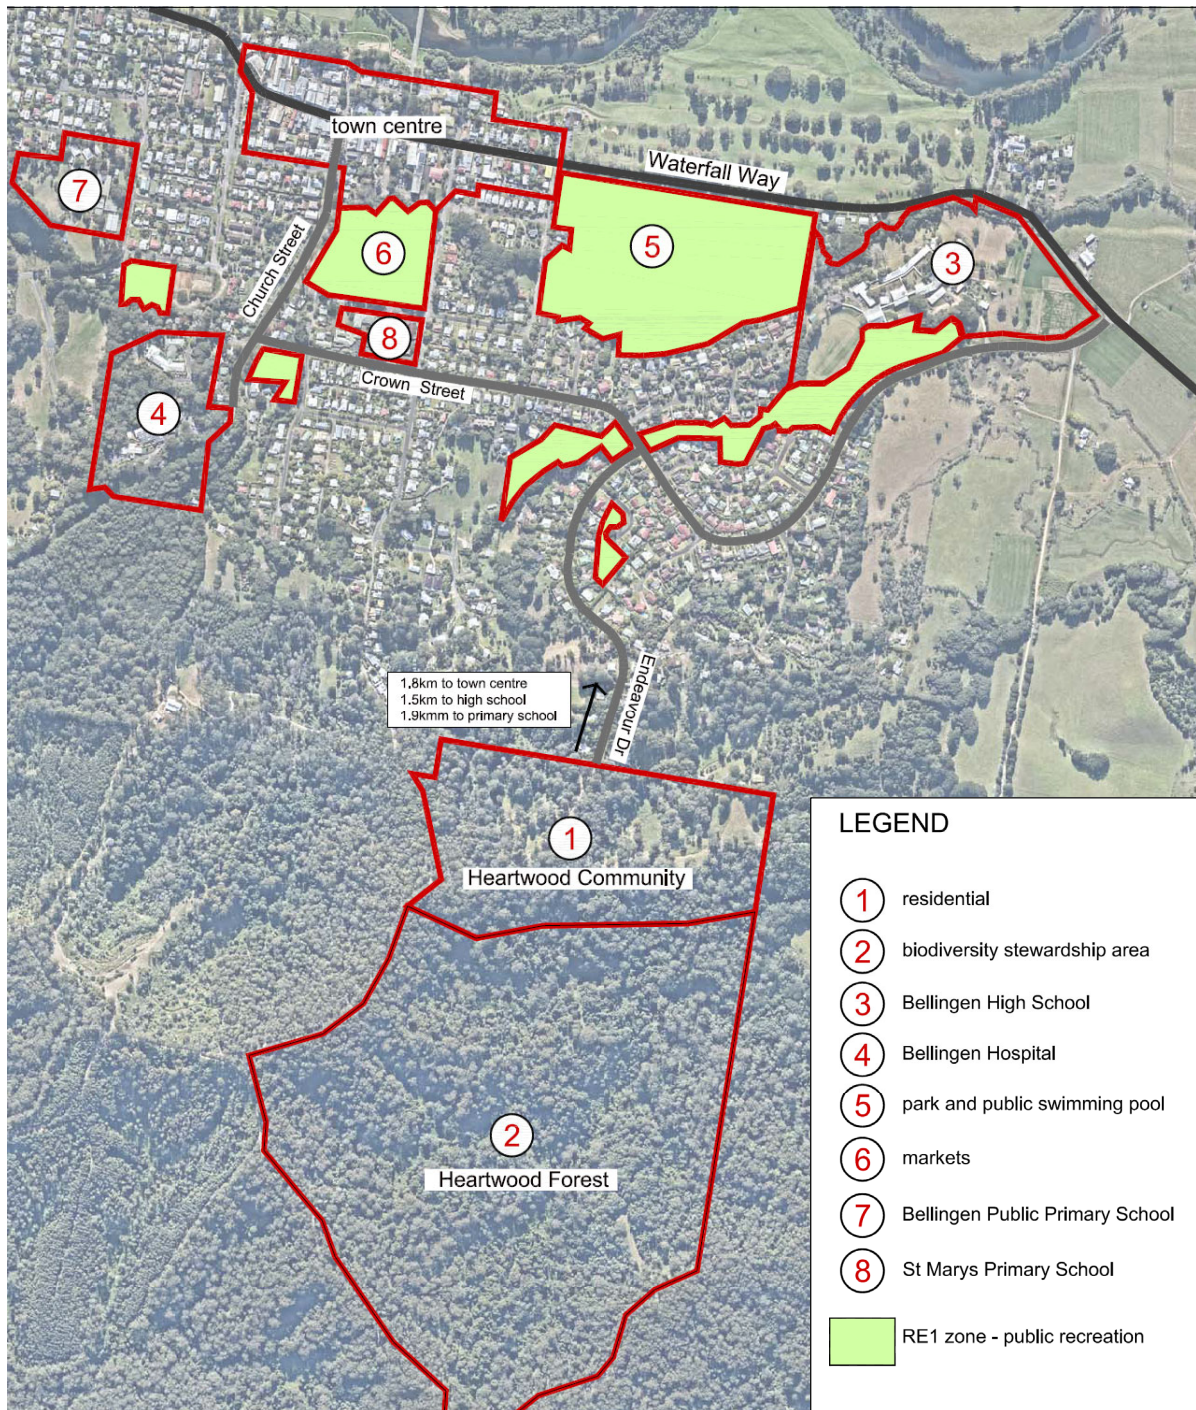 town centre
Waterfall Way
7
6
5
3
Church Street
8
Crown Street
4
1.8km to town centre
1.5km to high school
1.9kmm to primary school
Endeavour Dr
1
Heartwood Community
2
Heartwood Forest
LEGEND
1 residential
2 biodiversity stewardship area
3 Bellingen High School
4 Bellingen Hospital
5 park and public swimming pool
6 markets
7 Bellingen Public Primary School
8 St Marys Primary School
RE1 zone - public recreation